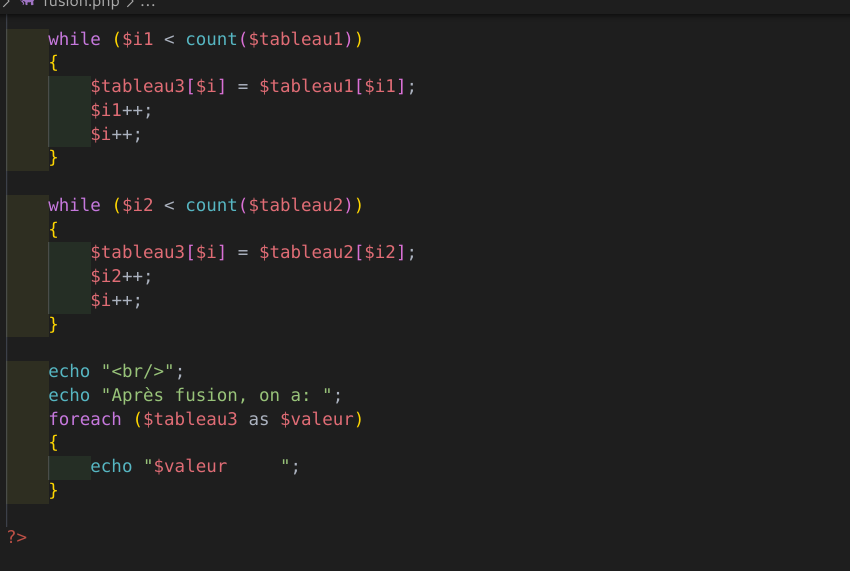 fusion.php > ...
while ($i1 < count($tableau1))
{
$tableau3[$i] = $tableau1[$i1];
$i1++;
$i++;
}
while ($i2 < count($tableau2))
{
$tableau3[$i] = $tableau2[$i2];
$i2++;
$i++;
}
echo "<br/>";
echo "Après fusion, on a: ";
foreach ($tableau3 as $valeur)
{
echo "$valeur     ";
}
?>